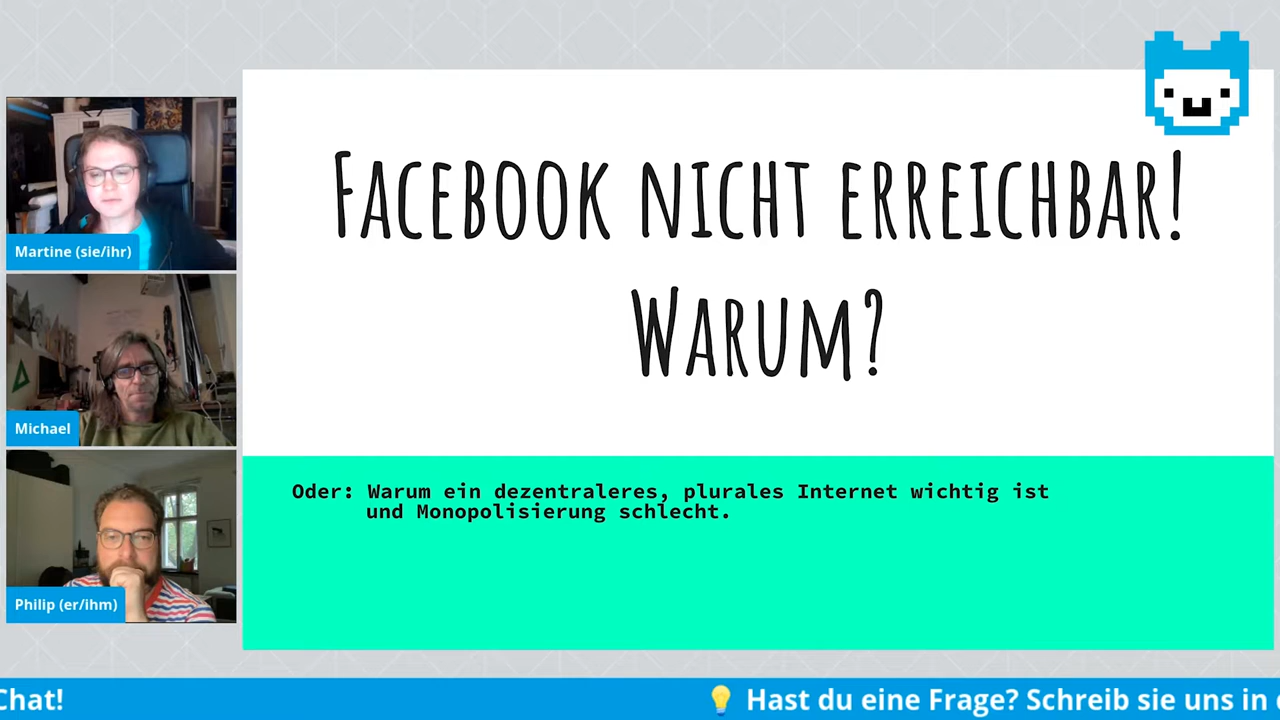 Martine (sie/ihr)
Michael
Philip (er/ihm)
Facebook nicht erreichbar!
Warum?
Oder: Warum ein dezentraleres, plurales Internet wichtig ist
und Monopolisierung schlecht.
Chat!
💡 Hast du eine Frage? Schreib sie uns in